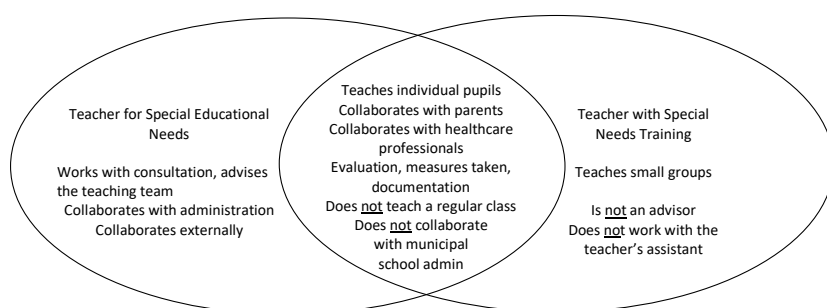 Teacher for Special Educational
Needs
Works with consultation, advises
the teaching team
Collaborates with administration
Collaborates externally
Teaches individual pupils
Collaborates with parents
Collaborates with healthcare
professionals
Evaluation, measures taken,
documentation
Does not teach a regular class
Does not collaborate
with municipal
school admin
Teacher with Special
Needs Training
Teaches small groups
Is not an advisor
Does not work with the
teacher’s assistant